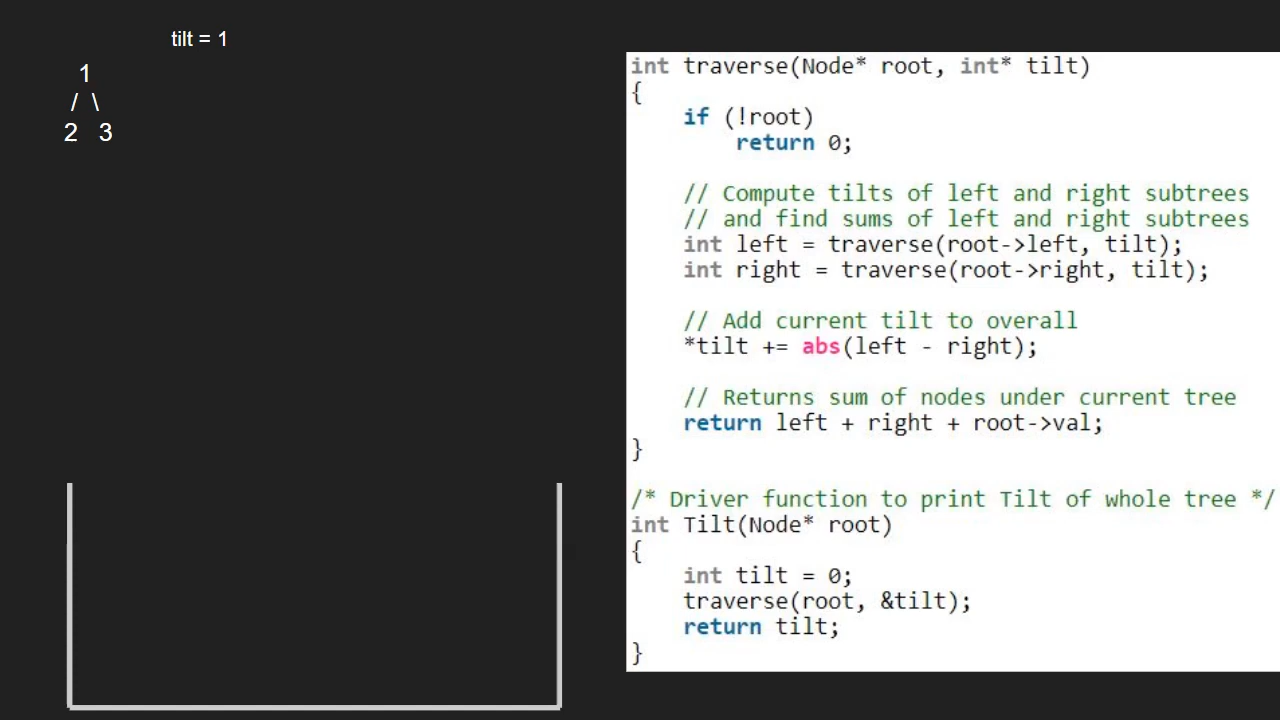 tilt = 1
1
/ \
2 3
int traverse(Node* root, int* tilt)
{
    if (!root)
        return 0;
    // Compute tilts of left and right subtrees
    // and find sums of left and right subtrees
    int left = traverse(root->left, tilt);
    int right = traverse(root->right, tilt);
    // Add current tilt to overall
    *tilt += abs(left - right);
    // Returns sum of nodes under current tree
    return left + right + root->val;
}
/* Driver function to print Tilt of whole tree */
int Tilt(Node* root)
{
    int tilt = 0;
    traverse(root, &tilt);
    return tilt;
}